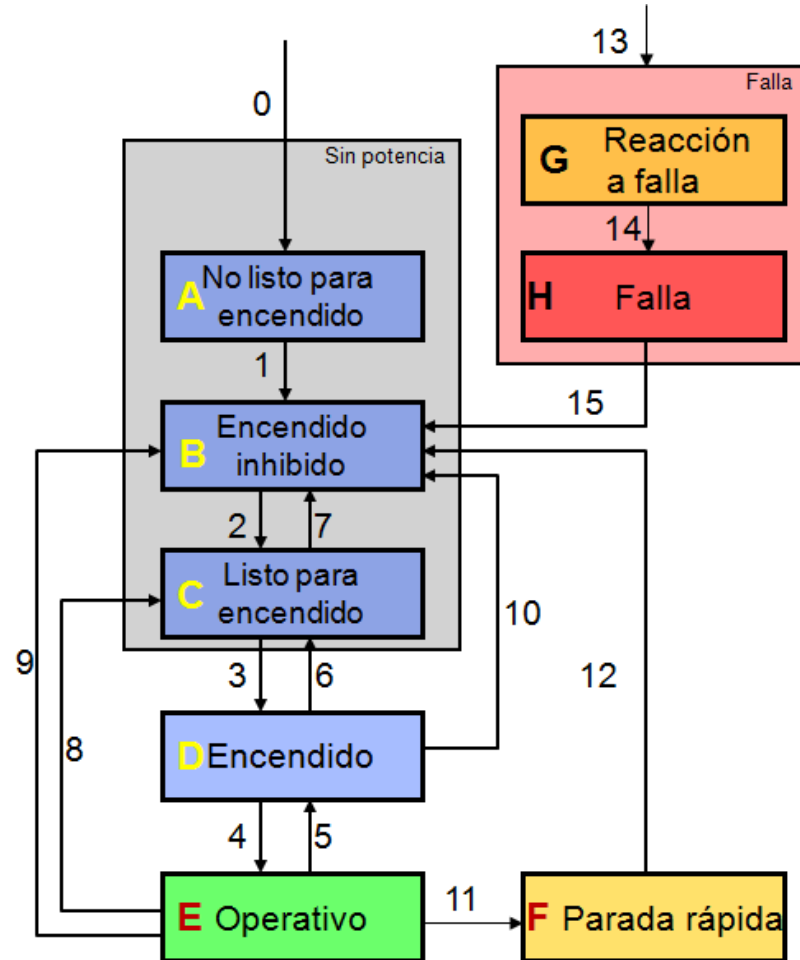 13
Falla
0
Sin potencia
G Reacción
a falla
14
H Falla
A No listo para
encendido
1
15
B Encendido
inhibido
2 7
C Listo para
encendido
10
9
3 6
12
8
D Encendido
4 5
11
E Operativo
F Parada rápida